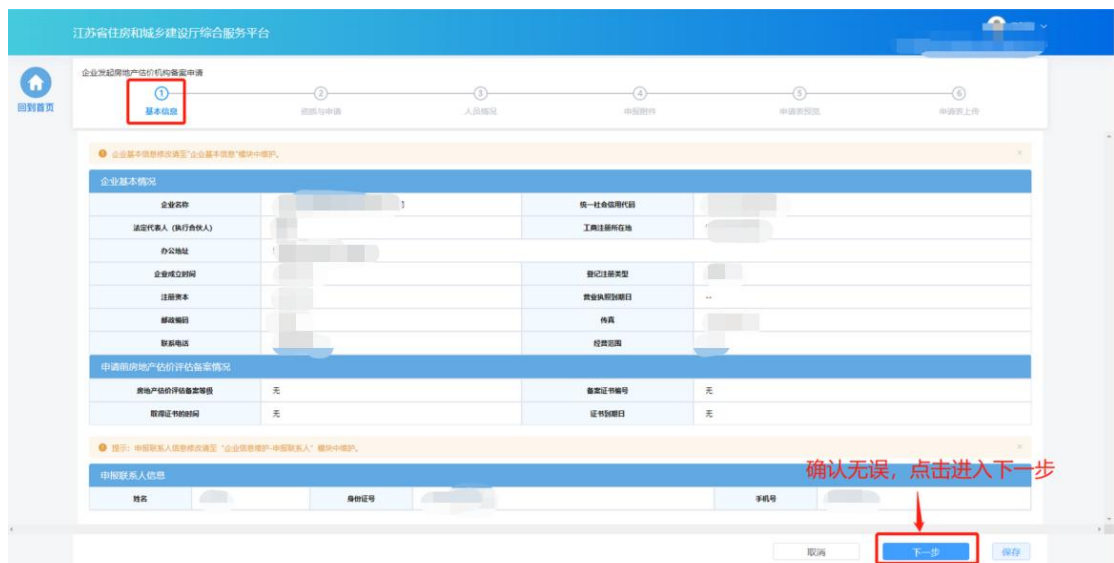 江苏省住房和城乡建设厅综合服务平台
回到首页
企业发起房地产估价机构备案申请
1 基本信息
2 资质与申请
3 人员情况
4 申报附件
5 申请表预览
6 申请表上传
企业基本信息修改请至"企业基本信息"模块中维护。 ×
企业基本情况
企业名称 统一社会信用代码
法定代表人（执行合伙人） 工商注册所在地
办公地址
企业成立时间 登记注册类型
注册资本 营业执照到期日 --
邮政编码 传真
联系电话 经营范围
申请前房地产估价评估备案情况
房地产估价评估备案等级 无 备案证书编号 无
取得证书的时间 无 证书到期日 无
提示：申报联系人信息修改请至 "企业信息维护-申报联系人" 模块中维护。 ×
申报联系人信息
确认无误，点击进入下一步
姓名 身份证号 手机号
取消 下一步 保存